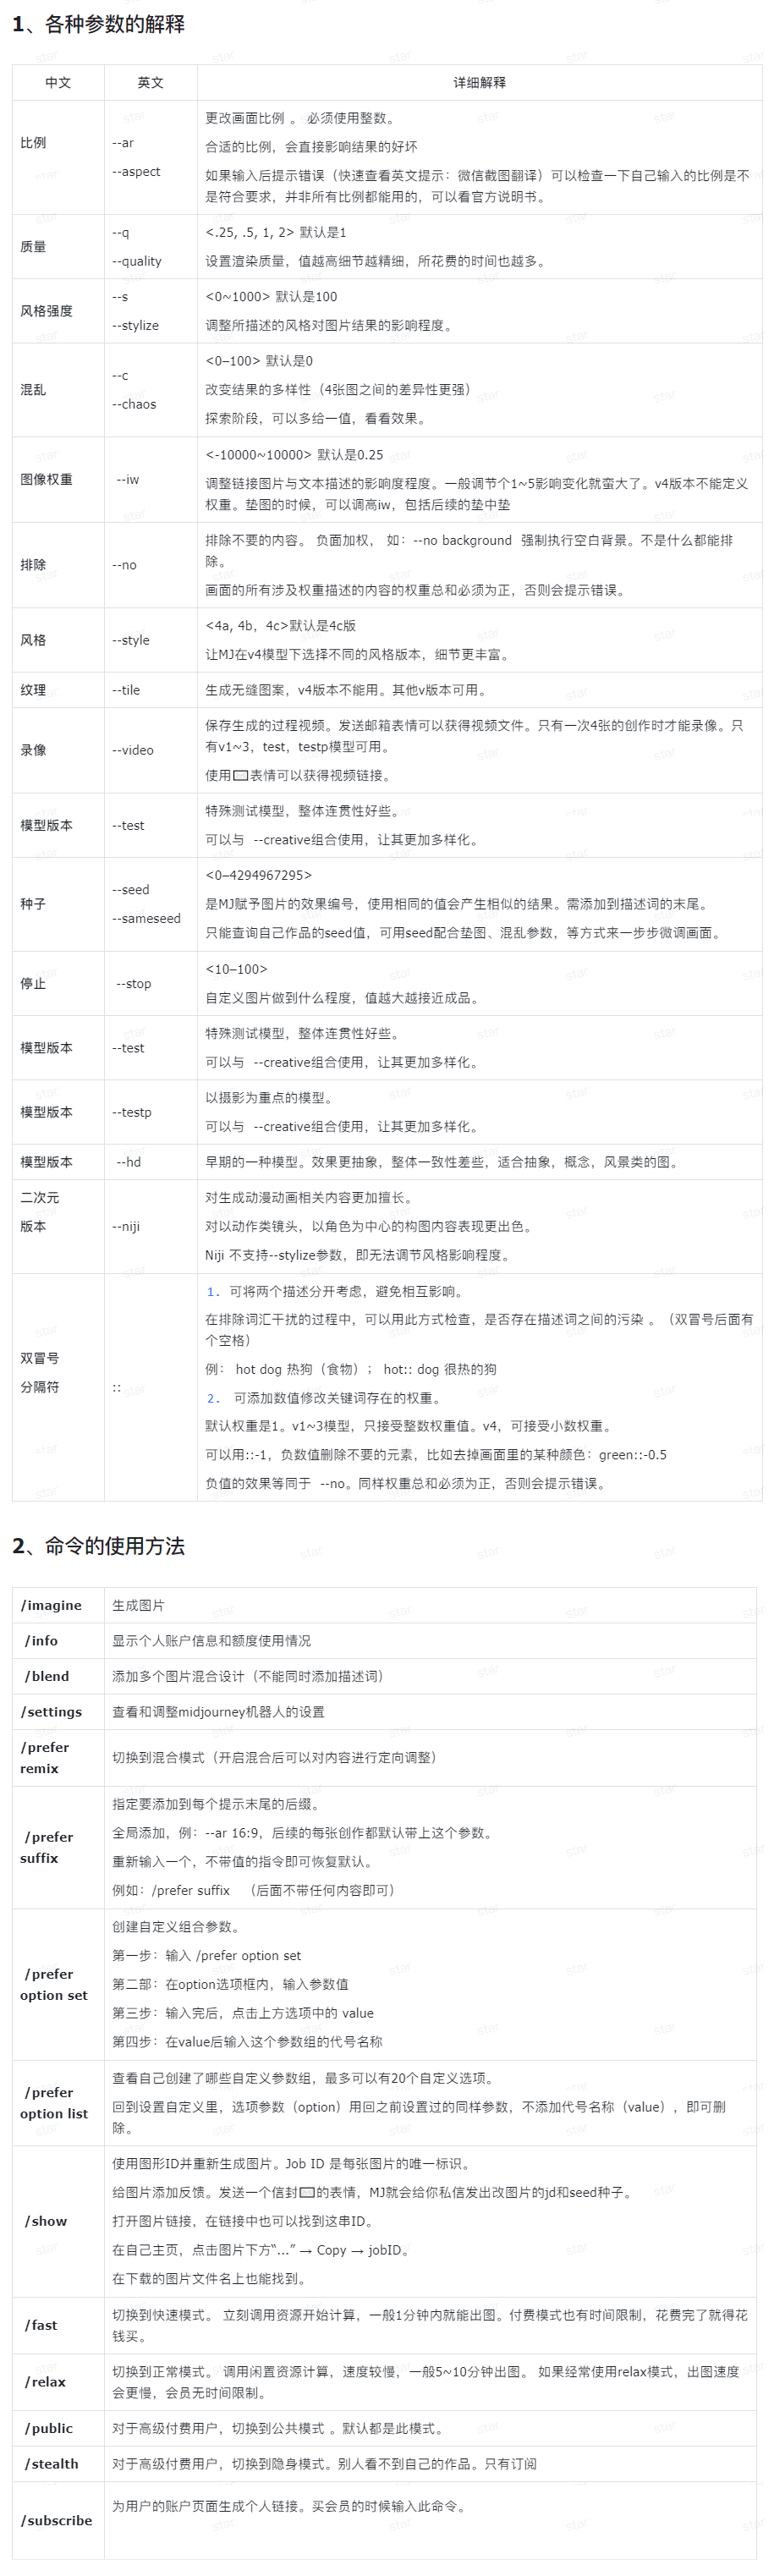 1、各种参数的解释
中文 英文 详细解释
比例
--ar
--aspect
更改画面比例 。 必须使用整数。
合适的比例，会直接影响结果的好坏
如果输入后提示错误（快速查看英文提示：微信截图翻译）可以检查一下自己输入的比例是不
是符合要求，并非所有比例都能用的，可以看官方说明书。
质量
--q
--quality
<.25, .5, 1, 2> 默认是1
设置渲染质量，值越高细节越精细，所花费的时间也越多。
风格强度
--s
--stylize
<0~1000> 默认是100
调整所描述的风格对图片结果的影响程度。
混乱
--c
--chaos
<0–100> 默认是0
改变结果的多样性（4张图之间的差异性更强）
探索阶段，可以多给一值，看看效果。
图像权重
--iw
<-10000~10000> 默认是0.25
调整链接图片与文本描述的影响度程度。一般调节个1~5影响变化就蛮大了。v4版本不能定义
权重。垫图的时候，可以调高iw，包括后续的垫中垫
排除
--no
排除不要的内容。 负面加权， 如：--no background 强制执行空白背景。不是什么都能排
除。
画面的所有涉及权重描述的内容的权重总和必须为正，否则会提示错误。
风格
--style
<4a, 4b，4c>默认是4c版
让MJ在v4模型下选择不同的风格版本，细节更丰富。
纹理
--tile
生成无缝图案，v4版本不能用。其他v版本可用。
录像
--video
保存生成的过程视频。发送邮箱表情可以获得视频文件。只有一次4张的创作时才能录像。只
有v1~3，test，testp模型可用。
使用表情可以获得视频链接。
模型版本
--test
特殊测试模型，整体连贯性好些。
可以与 --creative组合使用，让其更加多样化。
种子
--seed
--sameseed
<0–4294967295>
是MJ赋予图片的效果编号，使用相同的值会产生相似的结果。需添加到描述词的末尾。
只能查询自己作品的seed值，可用seed配合垫图、混乱参数，等方式来一步步微调画面。
停止
--stop
<10–100>
自定义图片做到什么程度，值越大越接近成品。
模型版本
--test
特殊测试模型，整体连贯性好些。
可以与 --creative组合使用，让其更加多样化。
模型版本
--testp
以摄影为重点的模型。
可以与 --creative组合使用，让其更加多样化。
模型版本
--hd
早期的一种模型。效果更抽象，整体一致性差些，适合抽象，概念，风景类的图。
二次元
版本
--niji
对生成动漫动画相关内容更加擅长。
对以动作类镜头，以角色为中心的构图内容表现更出色。
Niji 不支持--stylize参数，即无法调节风格影响程度。
双冒号
分隔符
::
1. 可将两个描述分开考虑，避免相互影响。
在排除词汇干扰的过程中，可以用此方式检查，是否存在描述词之间的污染 。（双冒号后面有
个空格）
例： hot dog 热狗（食物）； hot:: dog 很热的狗
2. 可添加数值修改关键词存在的权重。
默认权重是1。v1~3模型，只接受整数权重值。v4，可接受小数权重。
可以用::-1，负数值删除不要的元素，比如去掉画面里的某种颜色：green::-0.5
负值的效果等同于 --no。同样权重总和必须为正，否则会提示错误。
2、命令的使用方法
/imagine 生成图片
/info 显示个人账户信息和额度使用情况
/blend 添加多个图片混合设计（不能同时添加描述词）
/settings 查看和调整midjourney机器人的设置
/prefer
remix
切换到混合模式（开启混合后可以对内容进行定向调整）
/prefer
suffix
指定要添加到每个提示末尾的后缀。
全局添加，例：--ar 16:9，后续的每张创作都默认带上这个参数。
重新输入一个，不带值的指令即可恢复默认。
例如：/prefer suffix （后面不带任何内容即可）
/prefer
option set
创建自定义组合参数。
第一步：输入 /prefer option set
第二部：在option选项框内，输入参数值
第三步：输入完后，点击上方选项中的 value
第四步：在value后输入这个参数组的代号名称
/prefer
option list
查看自己创建了哪些自定义参数组，最多可以有20个自定义选项。
回到设置自定义里，选项参数（option）用回之前设置过的同样参数，不添加代号名称（value），即可删
除。
/show
使用图形ID并重新生成图片。Job ID 是每张图片的唯一标识。
给图片添加反馈。发送一个信封的表情，MJ就会给你私信发出改图片的jd和seed种子。
打开图片链接，在链接中也可以找到这串ID。
在自己主页，点击图片下方“...” → Copy → jobID。
在下载的图片文件名上也能找到。
/fast
切换到快速模式。 立刻调用资源开始计算，一般1分钟内就能出图。付费模式也有时间限制，花费完了就得花
钱买。
/relax
切换到正常模式。 调用闲置资源计算，速度较慢，一般5~10分钟出图。 如果经常使用relax模式，出图速度
会更慢，会员无时间限制。
/public 对于高级付费用户，切换到公共模式 。默认都是此模式。
/stealth 对于高级付费用户，切换到隐身模式。别人看不到自己的作品。只有订阅
/subscribe 为用户的账户页面生成个人链接。买会员的时候输入此命令。